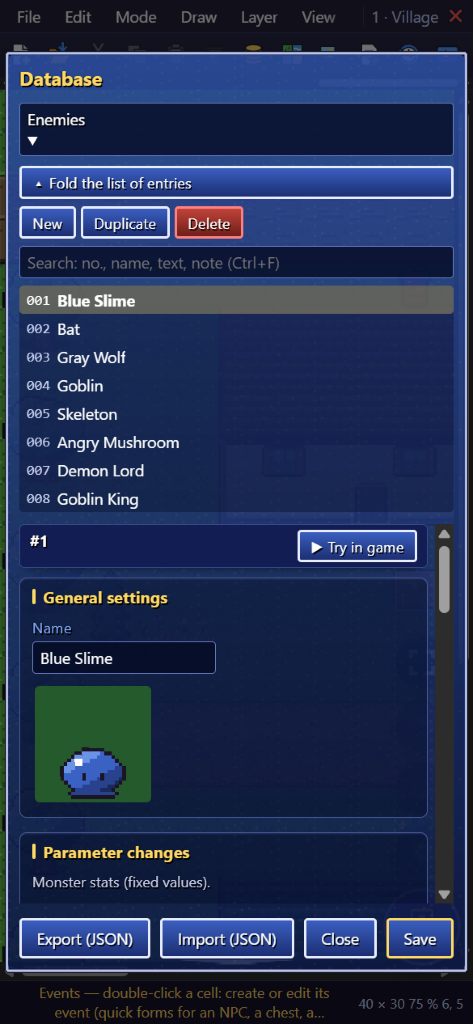 File Edit Mode Draw Layer View 1 · Village ✕
Database
Enemies
▼
▲ Fold the list of entries
New Duplicate Delete
Search: no., name, text, note (Ctrl+F)
001 Blue Slime
002 Bat
003 Gray Wolf
004 Goblin
005 Skeleton
006 Angry Mushroom
007 Demon Lord
008 Goblin King
#1 ▶ Try in game
General settings
Name
Blue Slime
Parameter changes
Monster stats (fixed values).
Export (JSON) Import (JSON) Close Save
Events — double-click a cell: create or edit its
event (quick forms for an NPC, a chest, a...
40 × 30 75 % 6, 5